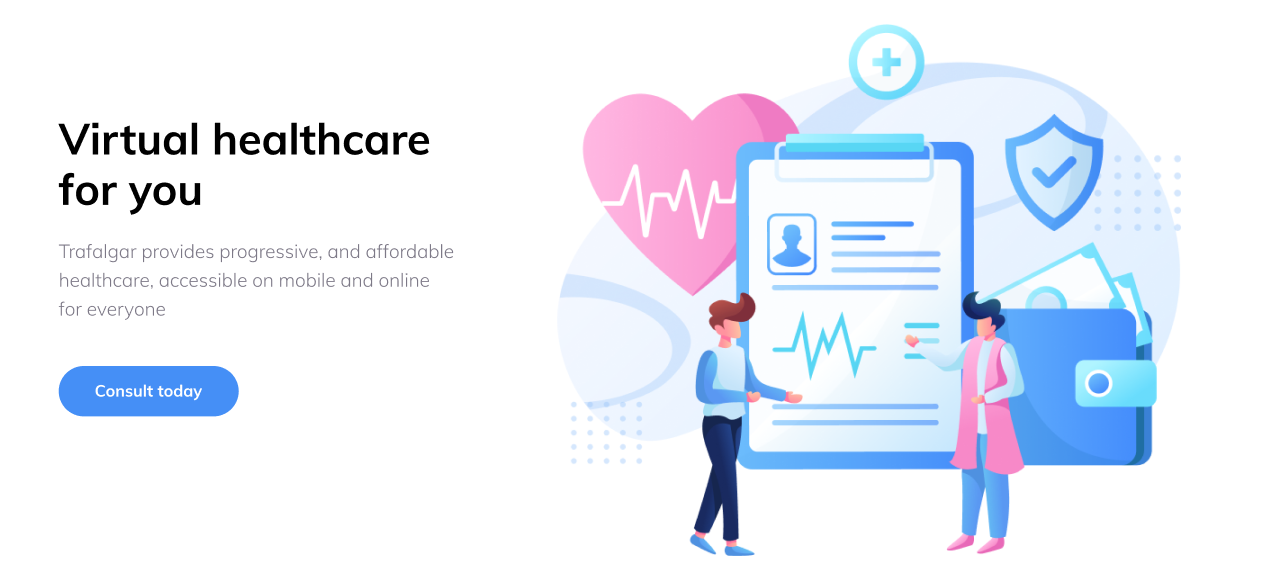 Virtual healthcare
for you
Trafalgar provides progressive, and affordable
healthcare, accessible on mobile and online
for everyone
Consult today